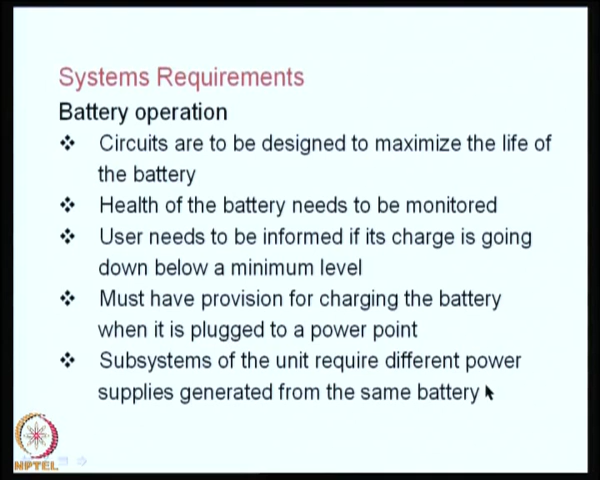 Systems Requirements
Battery operation
❖ Circuits are to be designed to maximize the life of
the battery
❖ Health of the battery needs to be monitored
❖ User needs to be informed if its charge is going
down below a minimum level
❖ Must have provision for charging the battery
when it is plugged to a power point
❖ Subsystems of the unit require different power
supplies generated from the same battery
NPTEL